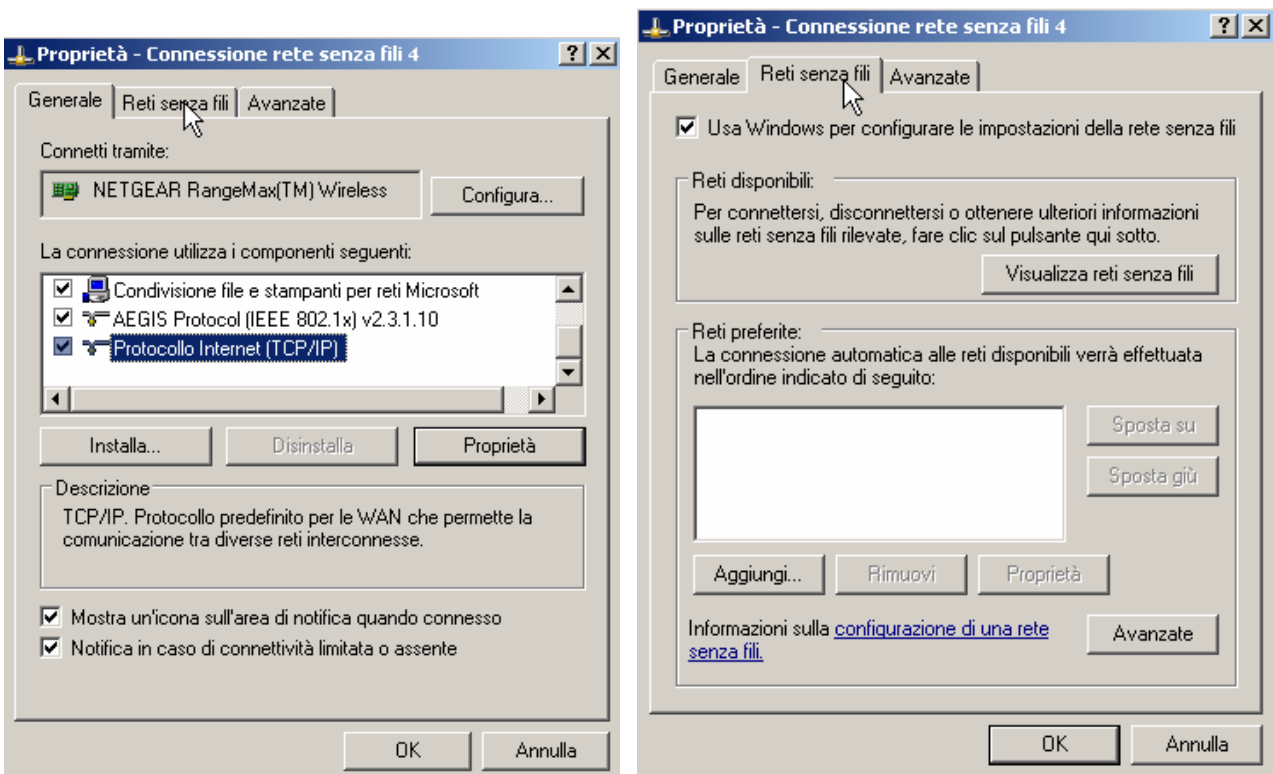 Proprietà - Connessione rete senza fili 4
Generale
Reti senza fili
Avanzate
Connetti tramite:
NETGEAR RangeMax(TM) Wireless
Configura...
La connessione utilizza i componenti seguenti:
Condivisione file e stampanti per reti Microsoft
AEGIS Protocol (IEEE 802.1x) v2.3.1.10
Protocollo Internet (TCP/IP)
Installa...
Disinstalla
Proprietà
Descrizione
TCP/IP. Protocollo predefinito per le WAN che permette la
comunicazione tra diverse reti interconnesse.
Mostra un'icona sull'area di notifica quando connesso
Notifica in caso di connettività limitata o assente
OK
Annulla
Proprietà - Connessione rete senza fili 4
Generale
Reti senza fili
Avanzate
Usa Windows per configurare le impostazioni della rete senza fili
Reti disponibili:
Per connettersi, disconnettersi o ottenere ulteriori informazioni
sulle reti senza fili rilevate, fare clic sul pulsante qui sotto.
Visualizza reti senza fili
Reti preferite:
La connessione automatica alle reti disponibili verrà effettuata
nell'ordine indicato di seguito:
Sposta su
Sposta giù
Aggiungi...
Rimuovi
Proprietà
Informazioni sulla configurazione di una rete
senza fili.
Avanzate
OK
Annulla